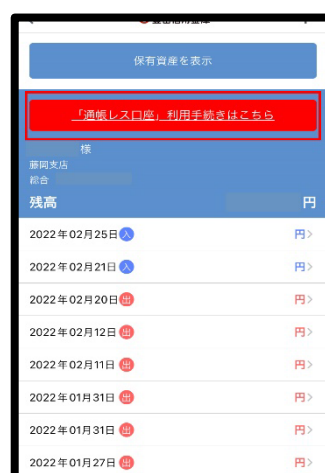 保有資産を表示
「通帳レス口座」利用手続きはこちら
様
藤岡支店
総合
残高 円
2022年02月25日 入 円 >
2022年02月21日 入 円 >
2022年02月20日 出 円 >
2022年02月12日 出 円 >
2022年02月11日 出 円 >
2022年01月31日 出 円 >
2022年01月31日 出 円 >
2022年01月27日 出 円 >